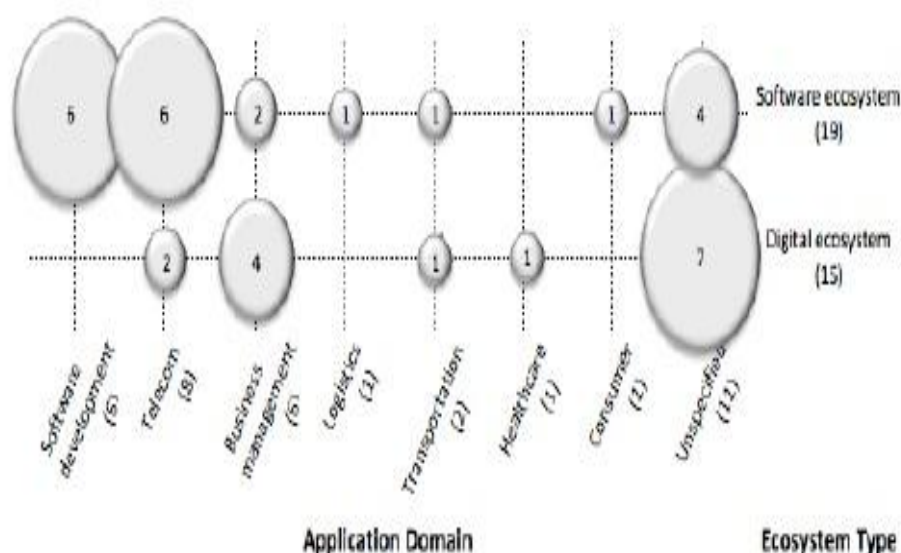 6 6 2 1 1 1 4
Software ecosystem
(19)
2 4 1 1 7
Digital ecosystem
(15)
Software
development
(6)
Telecom
(8)
Business
management
(6)
Logistics
(1)
Transportation
(2)
Healthcare
(1)
Consumer
(1)
Unspecified
(11)
Application Domain
Ecosystem Type